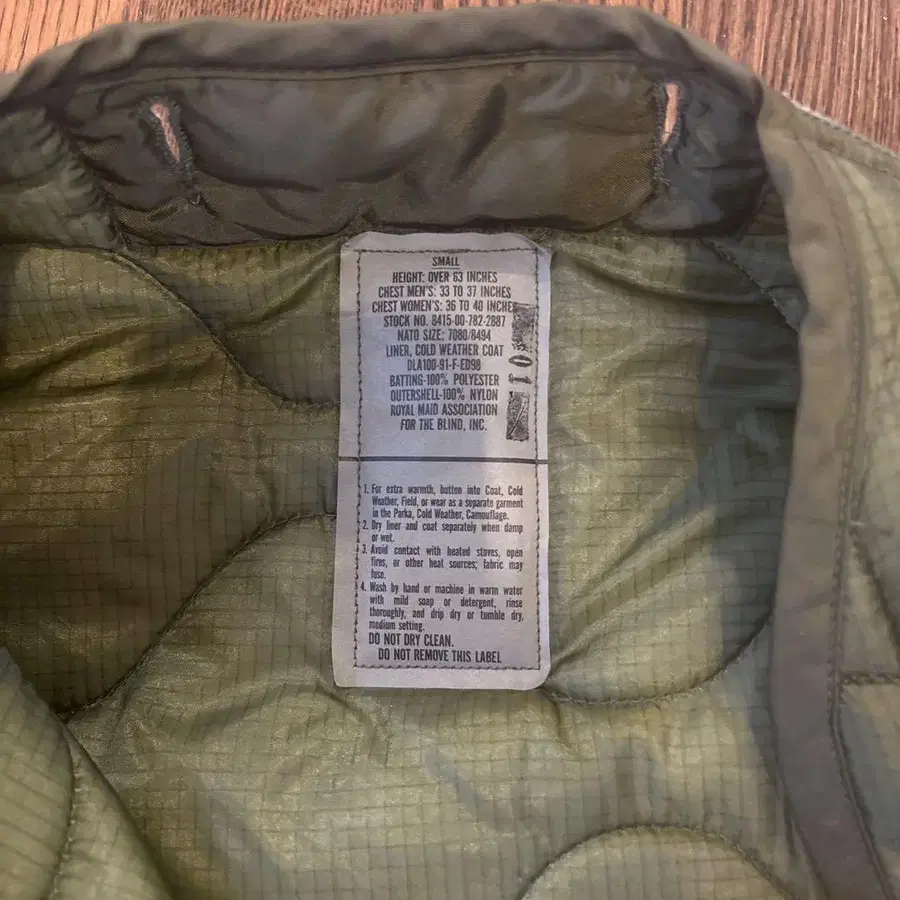 SMALL
HEIGHT: OVER 63 INCHES
CHEST MEN'S: 33 TO 37 INCHES
CHEST WOMEN'S: 36 TO 40 INCHES
STOCK NO. 8415-00-782-2887
NATO SIZE: 7080/8494
LINER, COLD WEATHER COAT
DLA100-91-F-ED98
BATTING-100% POLYESTER
OUTERSHELL-100% NYLON
ROYAL MAID ASSOCIATION
FOR THE BLIND, INC.
1. For extra warmth, button into Coat, Cold
Weather, Field, or wear as a separate garment
in the Parka, Cold Weather, Camouflage.
2. Dry liner and coat separately when damp
or wet.
3. Avoid contact with heated stoves, open
fires, or other heat sources; fabric may
fuse.
4. Wash by hand or machine in warm water
with mild soap or detergent, rinse
thoroughly, and drip dry or tumble dry,
medium setting.
DO NOT DRY CLEAN.
DO NOT REMOVE THIS LABEL